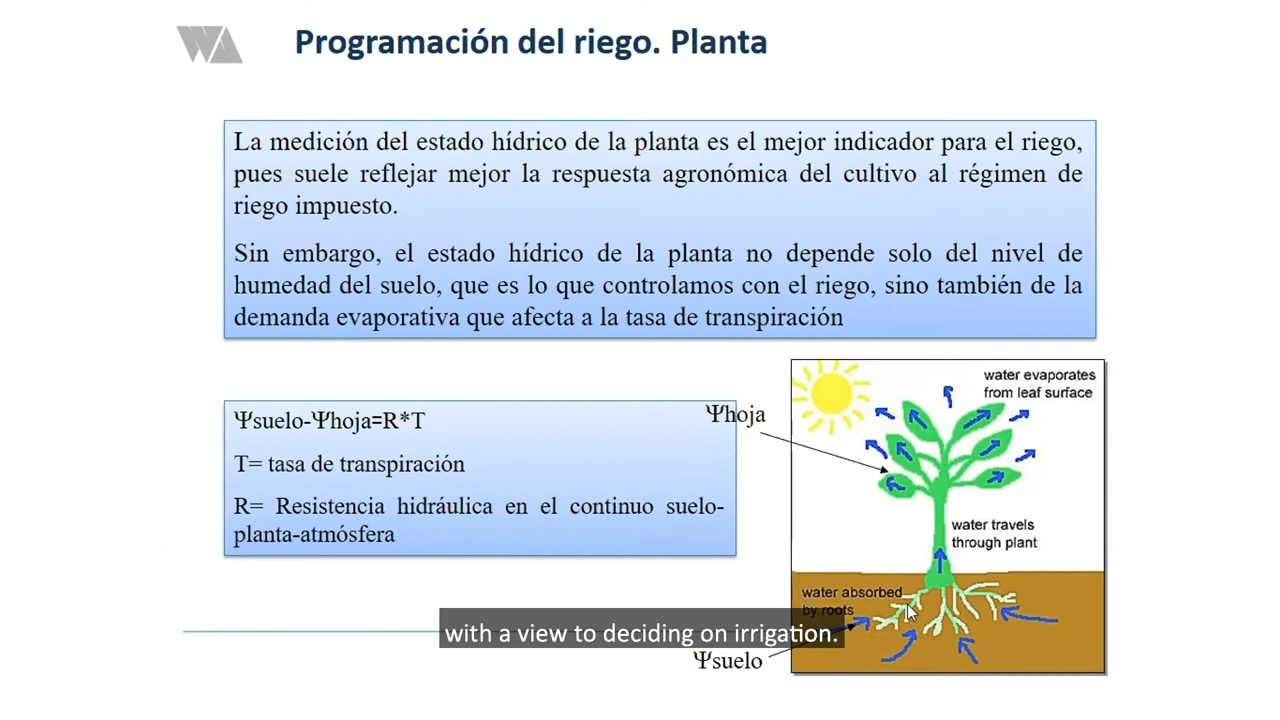 WA
Programación del riego. Planta
La medición del estado hídrico de la planta es el mejor indicador para el riego,
pues suele reflejar mejor la respuesta agronómica del cultivo al régimen de
riego impuesto.
Sin embargo, el estado hídrico de la planta no depende solo del nivel de
humedad del suelo, que es lo que controlamos con el riego, sino también de la
demanda evaporativa que afecta a la tasa de transpiración
Ψsuelo-Ψhoja=R*T
T= tasa de transpiración
R= Resistencia hidráulica en el continuo suelo-
planta-atmósfera
Ψhoja
water evaporates
from leaf surface
water travels
through plant
water absorbed
by roots
Ψsuelo
with a view to deciding on irrigation.